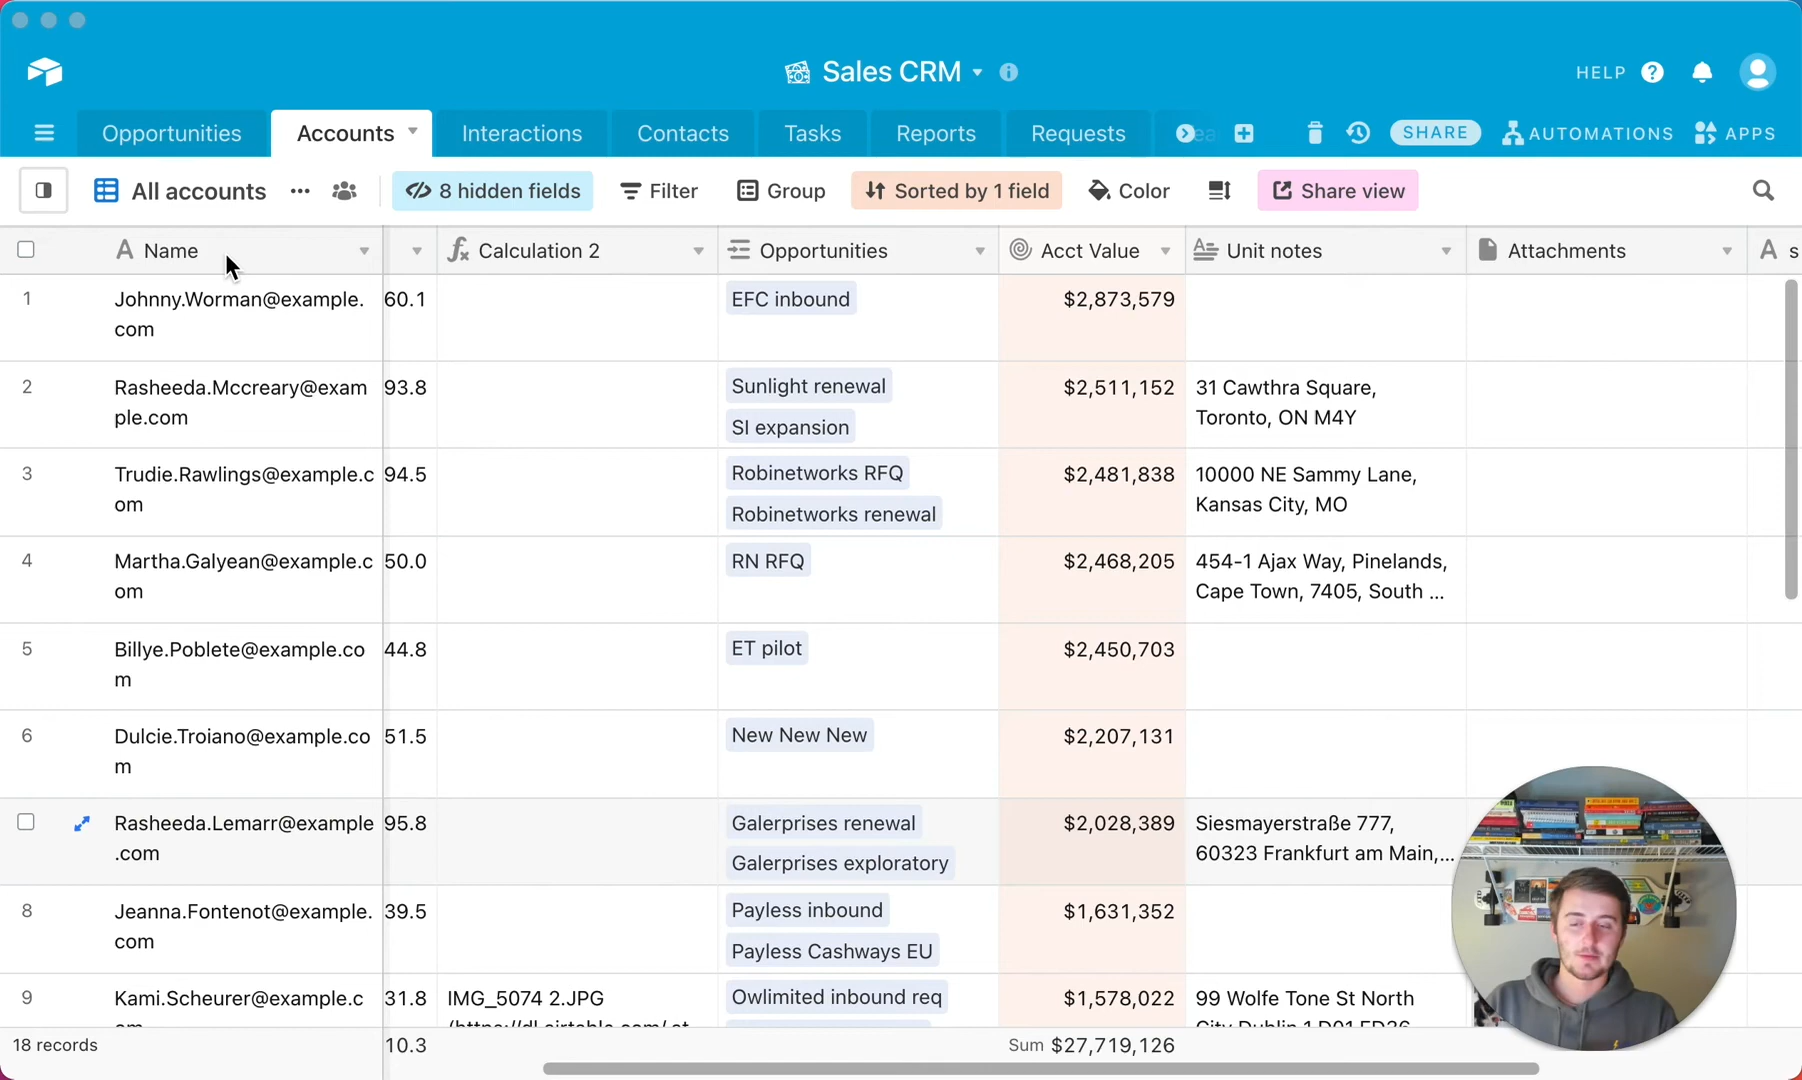 Sales CRM
HELP
Opportunities
Accounts
Interactions
Contacts
Tasks
Reports
Requests
SHARE
AUTOMATIONS
APPS
All accounts
8 hidden fields
Filter
Group
Sorted by 1 field
Color
Share view
Name
Calculation 2
Opportunities
Acct Value
Unit notes
Attachments
1
Johnny.Worman@example.
com
60.1
EFC inbound
$2,873,579
2
Rasheeda.Mccreary@exam
ple.com
93.8
Sunlight renewal
SI expansion
$2,511,152
31 Cawthra Square,
Toronto, ON M4Y
3
Trudie.Rawlings@example.c
om
94.5
Robinetworks RFQ
Robinetworks renewal
$2,481,838
10000 NE Sammy Lane,
Kansas City, MO
4
Martha.Galyean@example.c
om
50.0
RN RFQ
$2,468,205
454-1 Ajax Way, Pinelands,
Cape Town, 7405, South ...
5
Billye.Poblete@example.co
m
44.8
ET pilot
$2,450,703
6
Dulcie.Troiano@example.co
m
51.5
New New New
$2,207,131
Rasheeda.Lemarr@example
.com
95.8
Galerprises renewal
Galerprises exploratory
$2,028,389
Siesmayerstraße 777,
60323 Frankfurt am Main,...
8
Jeanna.Fontenot@example.
com
39.5
Payless inbound
Payless Cashways EU
$1,631,352
9
Kami.Scheurer@example.c
om
31.8
IMG_5074 2.JPG
Owlimited inbound req
$1,578,022
99 Wolfe Tone St North
18 records
10.3
Sum $27,719,126